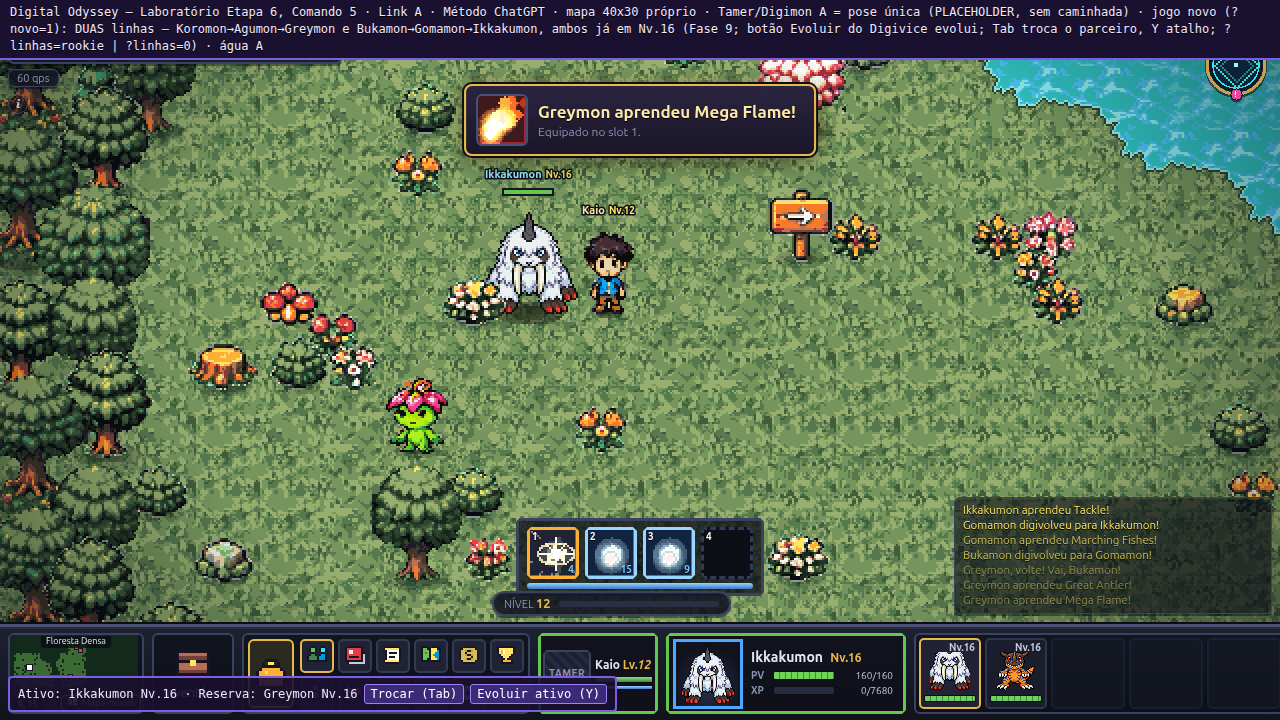 Digital Odyssey — Laboratório Etapa 6, Comando 5 · Link A · Método ChatGPT · mapa 40x30 próprio · Tamer/Digimon A = pose única (PLACEHOLDER, sem caminhada) · jogo novo (?
novo=1): DUAS linhas — Koromon→Agumon→Greymon e Bukamon→Gomamon→Ikkakumon, ambos já em Nv.16 (Fase 9; botão Evoluir do Digivice evolui; Tab troca o parceiro, Y atalho; ?
linhas=rookie | ?linhas=0) · água A
60 qps
i
Greymon aprendeu Mega Flame!
Equipado no slot 1.
Ikkakumon Nv.16
Kaio Nv.12
Ikkakumon aprendeu Tackle!
Gomamon digivolveu para Ikkakumon!
Gomamon aprendeu Marching Fishes!
Bukamon digivolveu para Gomamon!
Greymon, volte! Vai, Bukamon!
Greymon aprendeu Great Antler!
Greymon aprendeu Mega Flame!
1 4
2 15
3 9
4
NÍVEL 12
Floresta Densa
TAMER
Kaio Lv.12
Ikkakumon Nv.16
PV 160/160
XP 0/7680
Nv.16
Nv.16
Ativo: Ikkakumon Nv.16 · Reserva: Greymon Nv.16 Trocar (Tab) Evoluir ativo (Y)